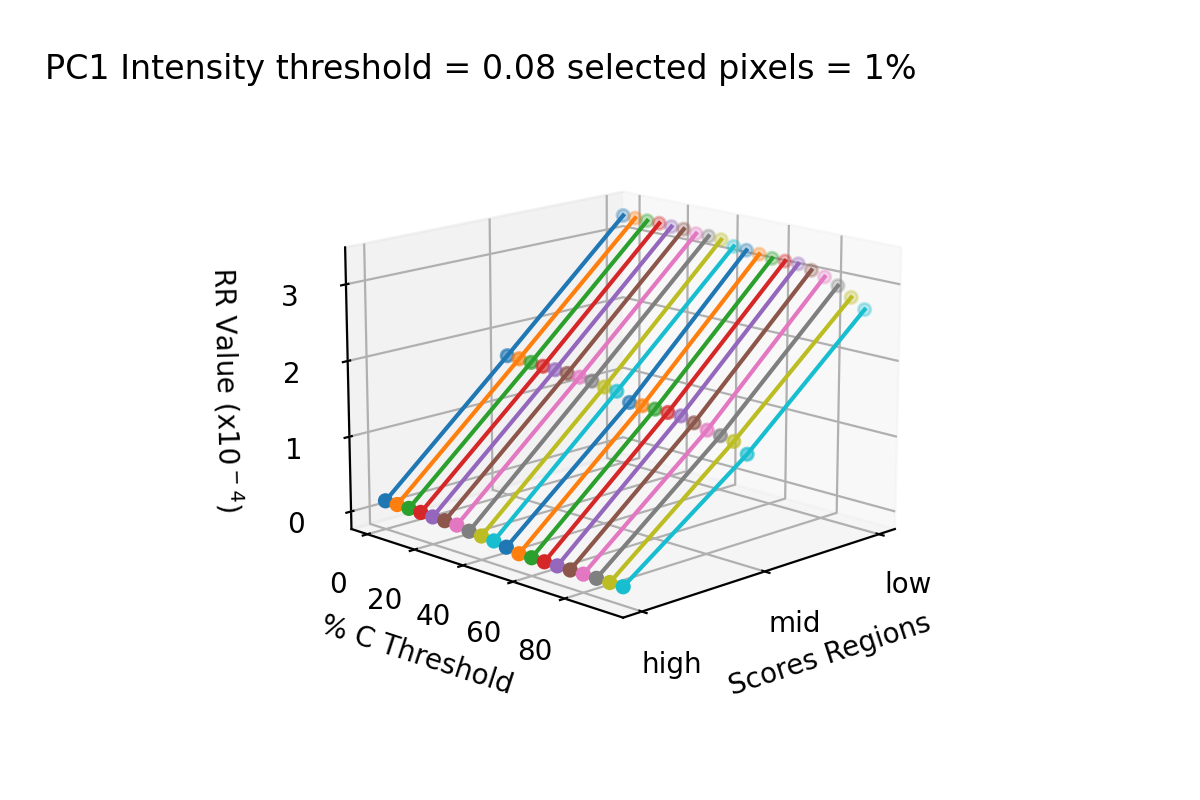 PC1 Intensity threshold = 0.08 selected pixels = 1%
RR Value (x10⁻⁴)
3
2
1
0
0
20
40
60
80
% C Threshold
low
mid
high
Scores Regions